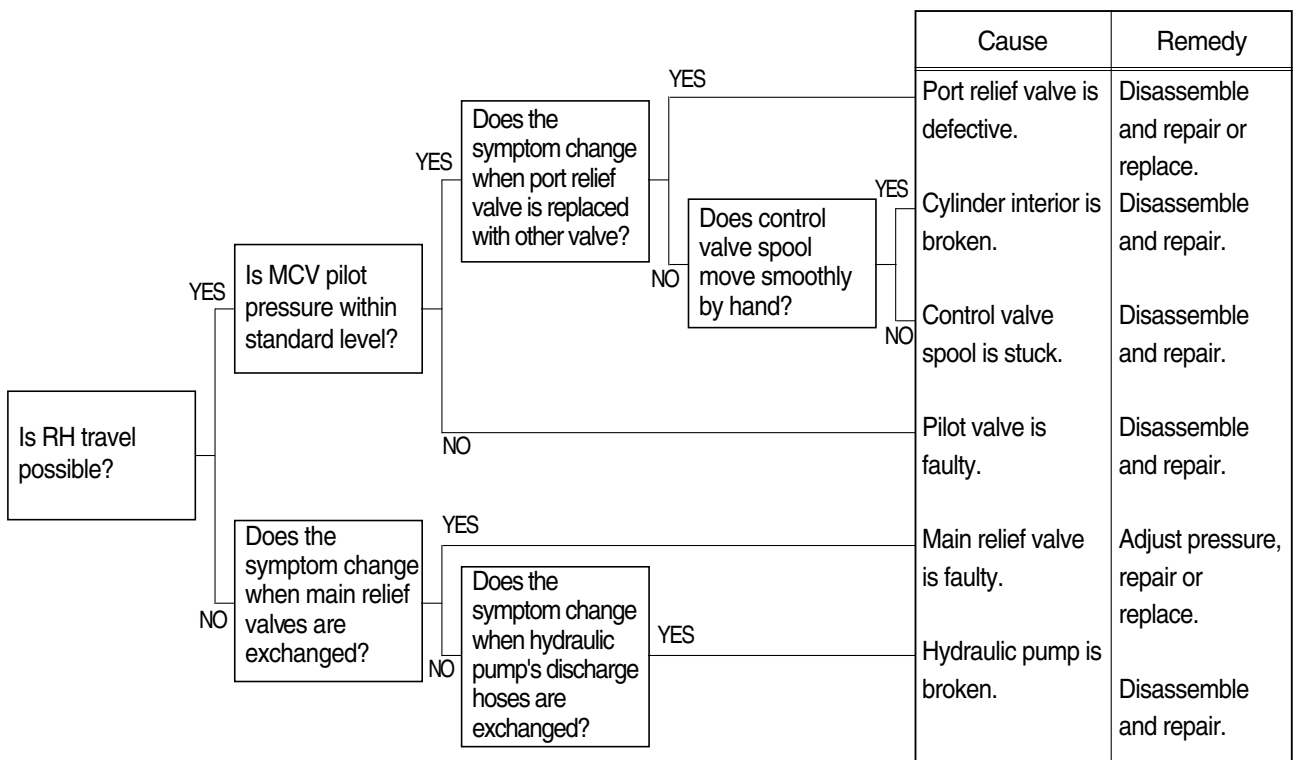 Cause
Remedy
YES
Port relief valve is
defective.
Disassemble
and repair or
replace.
Does the
symptom change
when port relief
valve is replaced
with other valve?
YES
YES
Cylinder interior is
broken.
Disassemble
and repair.
Does control
valve spool
move smoothly
by hand?
NO
Is MCV pilot
pressure within
standard level?
YES
NO
Control valve
spool is stuck.
Disassemble
and repair.
Is RH travel
possible?
NO
Pilot valve is
faulty.
Disassemble
and repair.
YES
Main relief valve
is faulty.
Adjust pressure,
repair or
replace.
Does the
symptom change
when main relief
valves are
exchanged?
NO
Does the
symptom change
when hydraulic
pump's discharge
hoses are
exchanged?
NO
YES
Hydraulic pump is
broken.
Disassemble
and repair.